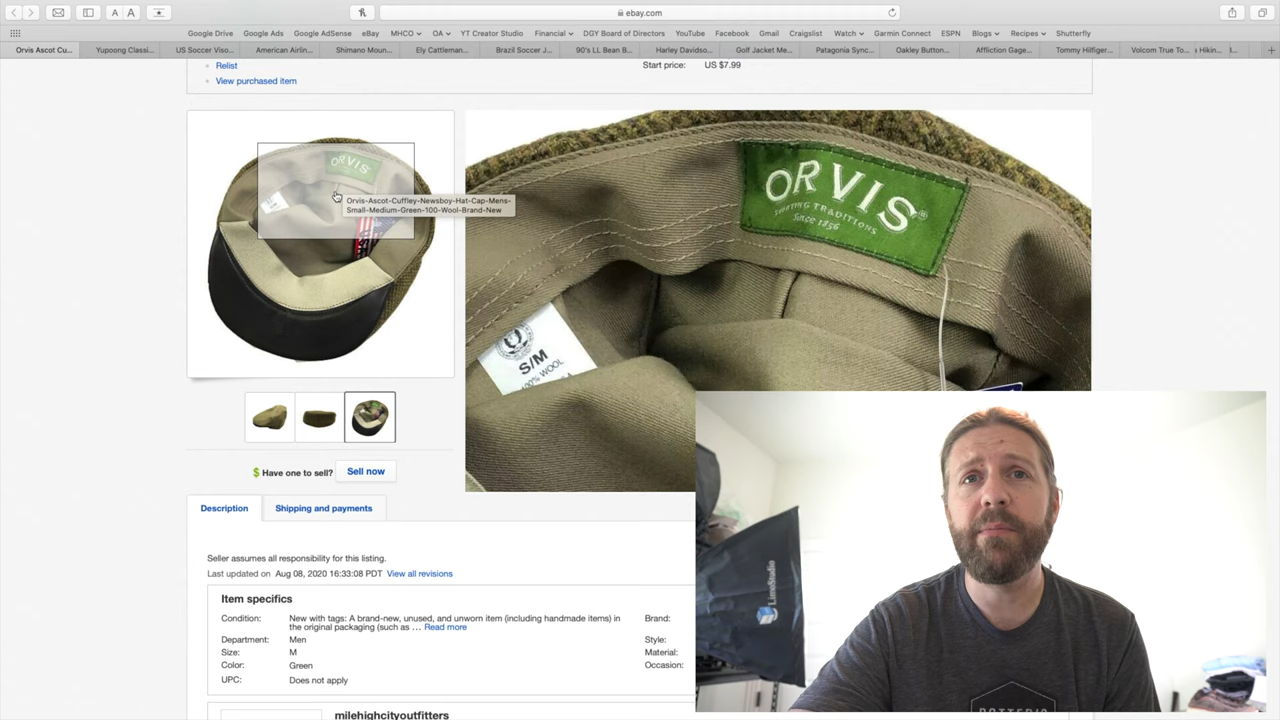 ebay.com
Google Drive Google Ads Google AdSense eBay MHCO OA YT Creator Studio Financial DGY Board of Directors YouTube Facebook Gmail Craigslist Watch Garmin Connect ESPN Blogs Recipes Shutterfly
Orvis Ascot Cu... Yupoong Classi... US Soccer Viso... American Airlin... Shimano Moun... Ely Cattleman... Brazil Soccer J... 90's LL Bean B... Harley Davidso... Golf Jacket Me... Patagonia Sync... Oakley Button... Affliction Gage... Tommy Hilfiger... Volcom True To...
Relist
Start price: US $7.99
View purchased item
ORVIS
Orvis-Ascot-Cuffley-Newsboy-Hat-Cap-Mens-
Small-Medium-Green-100-Wool-Brand-New
ORVIS®
SPORTING TRADITIONS
Since 1856
S/M
100% WOOL
$ Have one to sell? Sell now
Description Shipping and payments
Seller assumes all responsibility for this listing.
Last updated on Aug 08, 2020 16:33:08 PDT View all revisions
Item specifics
Condition: New with tags: A brand-new, unused, and unworn item (including handmade items) in
the original packaging (such as ... Read more
Brand:
Department: Men
Style:
Size: M
Material:
Color: Green
Occasion:
UPC: Does not apply
milehighcityoutfitters
LimoStudio